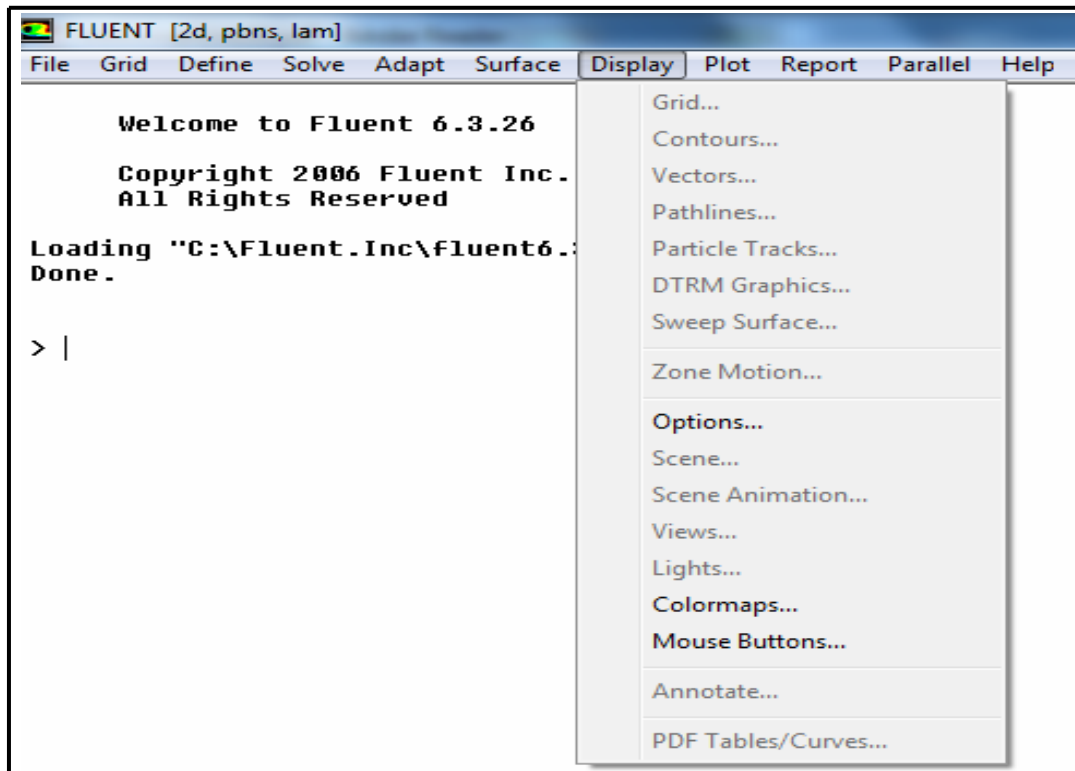 FLUENT [2d, pbns, lam]
File Grid Define Solve Adapt Surface Display Plot Report Parallel Help
Welcome to Fluent 6.3.26
Copyright 2006 Fluent Inc.
All Rights Reserved
Loading "C:\Fluent.Inc\fluent6.
Done.
>
Grid...
Contours...
Vectors...
Pathlines...
Particle Tracks...
DTRM Graphics...
Sweep Surface...
Zone Motion...
Options...
Scene...
Scene Animation...
Views...
Lights...
Colormaps...
Mouse Buttons...
Annotate...
PDF Tables/Curves...